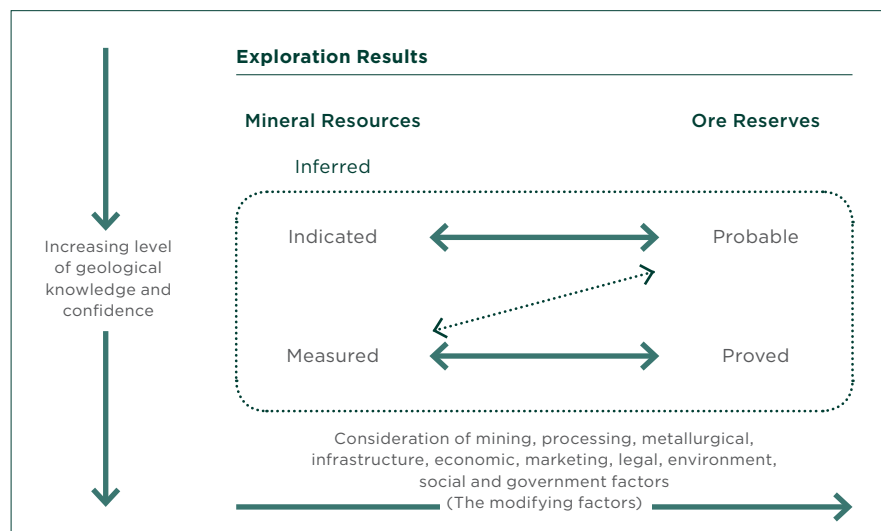 Exploration Results
Mineral Resources
Ore Reserves
Inferred
Indicated
Probable
Increasing level
of geological
knowledge and
confidence
Measured
Proved
Consideration of mining, processing, metallurgical,
infrastructure, economic, marketing, legal, environment,
social and government factors
(The modifying factors)